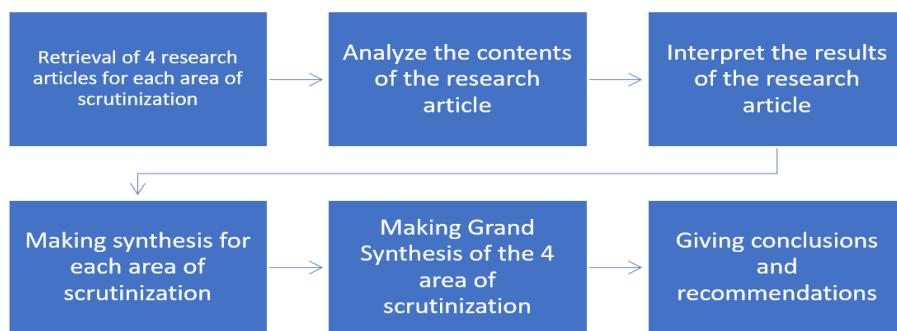 Retrieval of 4 research
articles for each area of
scrutinization
Analyze the contents
of the research
article
Interpret the results
of the research
article
Making synthesis for
each area of
scrutinization
Making Grand
Synthesis of the 4
area of
scrutinization
Giving conclusions
and
recommendations